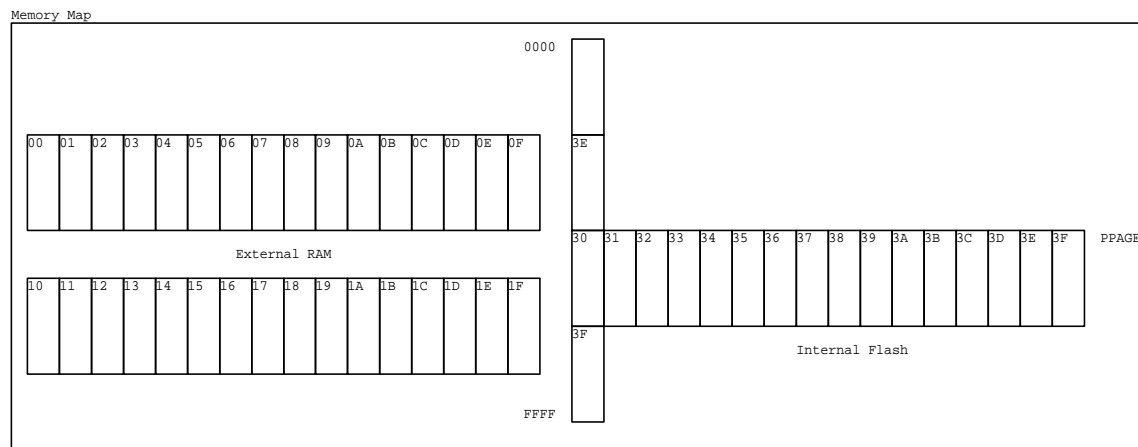 Memory Map
0000
00 01 02 03 04 05 06 07 08 09 0A 0B 0C 0D 0E 0F 3E
External RAM
30 31 32 33 34 35 36 37 38 39 3A 3B 3C 3D 3E 3F PPAGE
10 11 12 13 14 15 16 17 18 19 1A 1B 1C 1D 1E 1F
3F
Internal Flash
FFFF